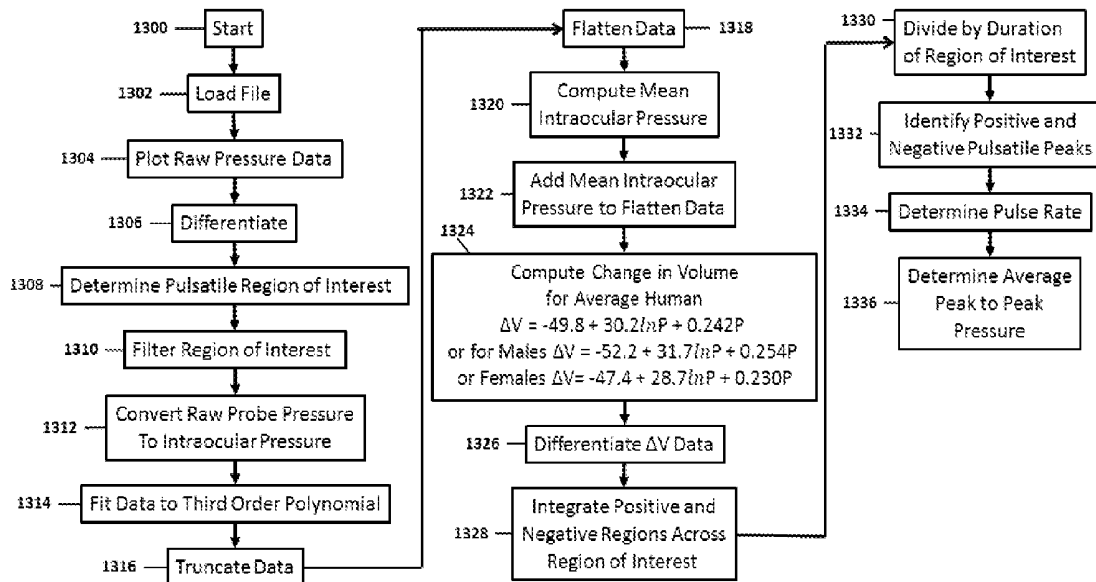 1300
Start
1302
Load File
1304
Plot Raw Pressure Data
1306
Differentiate
1308
Determine Pulsatile Region of Interest
1310
Filter Region of Interest
1312
Convert Raw Probe Pressure
To Intraocular Pressure
1314
Fit Data to Third Order Polynomial
1316
Truncate Data
Flatten Data
1318
1320
Compute Mean
Intraocular Pressure
1322
Add Mean Intraocular
Pressure to Flatten Data
1324
Compute Change in Volume
for Average Human
ΔV = -49.8 + 30.2lnP + 0.242P
or for Males ΔV = -52.2 + 31.7lnP + 0.254P
or Females ΔV= -47.4 + 28.7lnP + 0.230P
1326
Differentiate ΔV Data
1328
Integrate Positive and
Negative Regions Across
Region of Interest
1330
Divide by Duration
of Region of Interest
1332
Identify Positive and
Negative Pulsatile Peaks
1334
Determine Pulse Rate
1336
Determine Average
Peak to Peak
Pressure